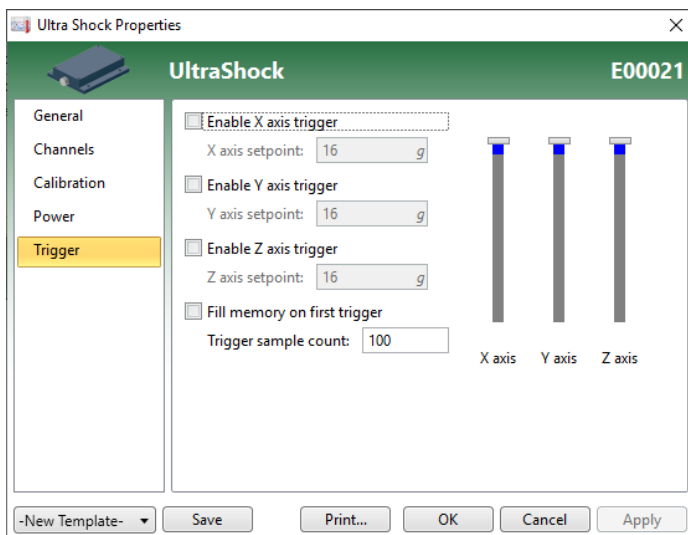 Ultra Shock Properties
UltraShock E00021
General
Channels
Calibration
Power
Trigger
Enable X axis trigger
X axis setpoint: 16 g
Enable Y axis trigger
Y axis setpoint: 16 g
Enable Z axis trigger
Z axis setpoint: 16 g
Fill memory on first trigger
Trigger sample count: 100
X axis Y axis Z axis
-New Template- Save Print... OK Cancel Apply